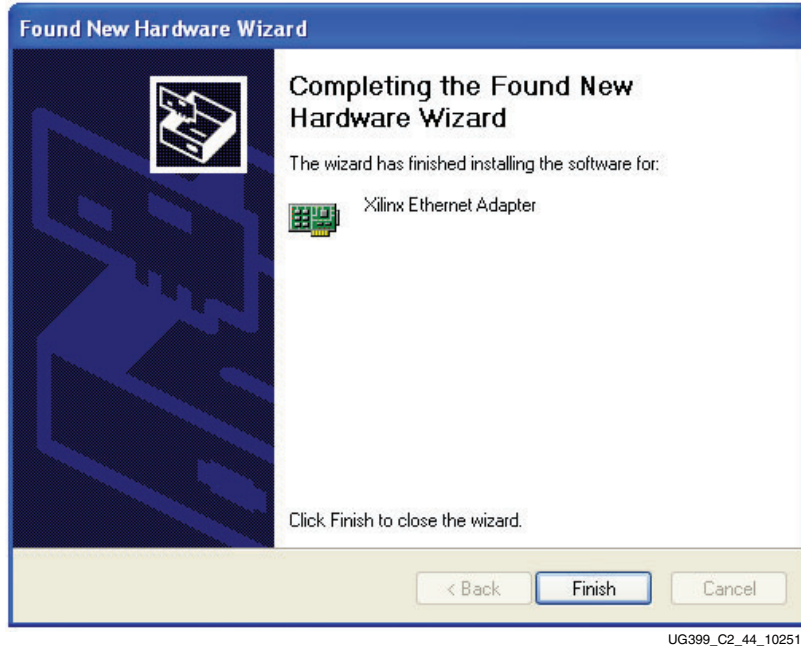 Found New Hardware Wizard
Completing the Found New
Hardware Wizard
The wizard has finished installing the software for:
Xilinx Ethernet Adapter
Click Finish to close the wizard.
< Back
Finish
Cancel
UG399_C2_44_10251